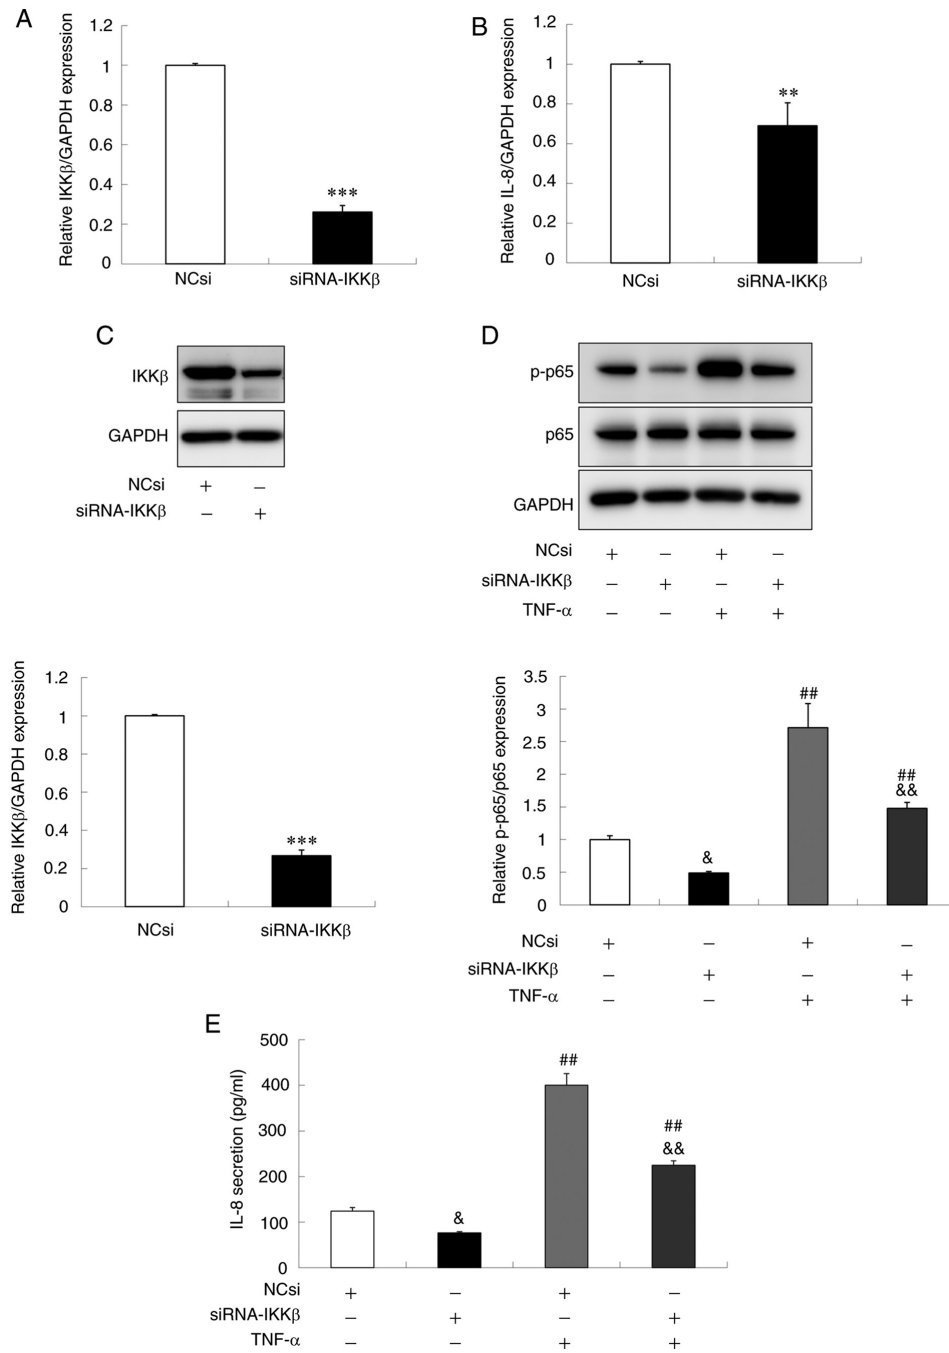 A
Relative IKKβ/GAPDH expression
1.2
1
0.8
0.6
0.4
0.2
0
***
NCsi siRNA-IKKβ
B
Relative IL-8/GAPDH expression
1.2
1
0.8
0.6
0.4
0.2
0
**
NCsi siRNA-IKKβ
C
IKKβ
GAPDH
NCsi + –
siRNA-IKKβ – +
Relative IKKβ/GAPDH expression
1.2
1
0.8
0.6
0.4
0.2
0
***
NCsi siRNA-IKKβ
D
p-p65
p65
GAPDH
NCsi + – + –
siRNA-IKKβ – + – +
TNF-α – – + +
Relative p-p65/p65 expression
3.5
3
2.5
2
1.5
1
0.5
0
&
##
##
&&
NCsi + – + –
siRNA-IKKβ – + – +
TNF-α – – + +
E
IL-8 secretion (pg/ml)
500
400
300
200
100
0
&
##
##
&&
NCsi + – + –
siRNA-IKKβ – + – +
TNF-α – – + +